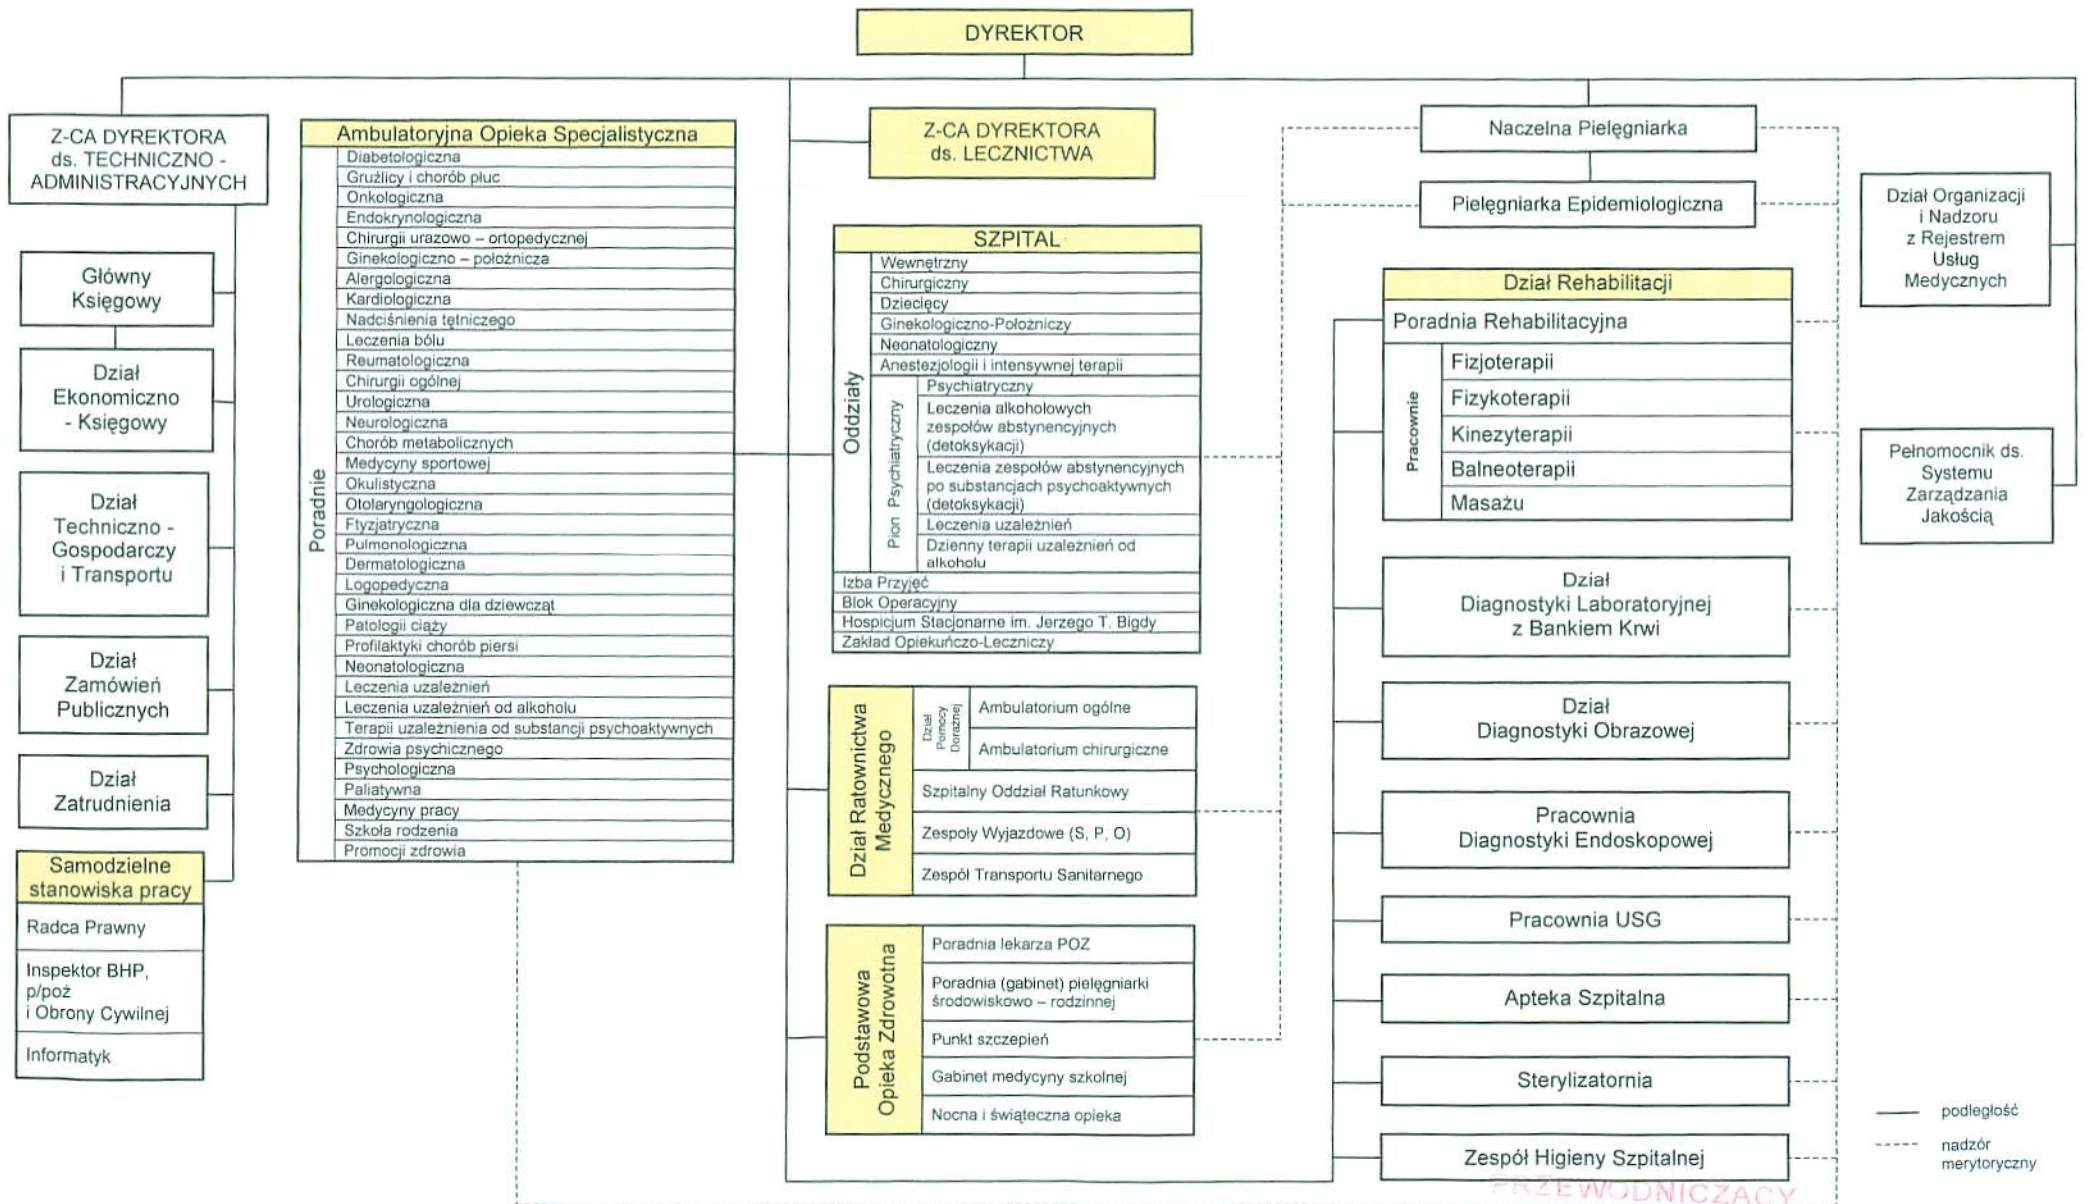 DYREKTOR
Z-CA DYREKTORA
ds. TECHNICZNO -
ADMINISTRACYJNYCH
Główny
Księgowy
Dział
Ekonomiczno
- Księgowy
Dział
Techniczno -
Gospodarczy
i Transportu
Dział
Zamówień
Publicznych
Dział
Zatrudnienia
Samodzielne
stanowiska pracy
Radca Prawny
Inspektor BHP,
p/poż
i Obrony Cywilnej
Informatyk
Ambulatoryjna Opieka Specjalistyczna
Poradnie
Diabetologiczna
Gruźlicy i chorób płuc
Onkologiczna
Endokrynologiczna
Chirurgii urazowo – ortopedycznej
Ginekologiczno – położnicza
Alergologiczna
Kardiologiczna
Nadciśnienia tętniczego
Leczenia bólu
Reumatologiczna
Chirurgii ogólnej
Urologiczna
Neurologiczna
Chorób metabolicznych
Medycyny sportowej
Okulistyczna
Otolaryngologiczna
Ftyzjatryczna
Pulmonologiczna
Dermatologiczna
Logopedyczna
Ginekologiczna dla dziewcząt
Patologii ciąży
Profilaktyki chorób piersi
Neonatologiczna
Leczenia uzależnień
Leczenia uzależnień od alkoholu
Terapii uzależnienia od substancji psychoaktywnych
Zdrowia psychicznego
Psychologiczna
Paliatywna
Medycyny pracy
Szkoła rodzenia
Promocji zdrowia
Z-CA DYREKTORA
ds. LECZNICTWA
SZPITAL
Oddziały
Wewnętrzny
Chirurgiczny
Dziecięcy
Ginekologiczno-Położniczy
Neonatologiczny
Anestezjologii i intensywnej terapii
Pion Psychiatryczny
Psychiatryczny
Leczenia alkoholowych
zespołów abstynencyjnych
(detoksykacji)
Leczenia zespołów abstynencyjnych
po substancjach psychoaktywnych
(detoksykacji)
Leczenia uzależnień
Dzienny terapii uzależnień od
alkoholu
Izba Przyjęć
Blok Operacyjny
Hospicjum Stacjonarne im. Jerzego T. Bigdy
Zakład Opiekuńczo-Leczniczy
Dział Ratownictwa
Medycznego
Dział
Pomocy
Doraźnej
Ambulatorium ogólne
Ambulatorium chirurgiczne
Szpitalny Oddział Ratunkowy
Zespoły Wyjazdowe (S, P, O)
Zespół Transportu Sanitarnego
Podstawowa
Opieka Zdrowotna
Poradnia lekarza POZ
Poradnia (gabinet) pielęgniarki
środowiskowo – rodzinnej
Punkt szczepień
Gabinet medycyny szkolnej
Nocna i świąteczna opieka
Naczelna Pielęgniarka
Pielęgniarka Epidemiologiczna
Dział Rehabilitacji
Poradnia Rehabilitacyjna
Pracownie
Fizjoterapii
Fizykoterapii
Kinezyterapii
Balneoterapii
Masażu
Dział
Diagnostyki Laboratoryjnej
z Bankiem Krwi
Dział
Diagnostyki Obrazowej
Pracownia
Diagnostyki Endoskopowej
Pracownia USG
Apteka Szpitalna
Sterylizatornia
Zespół Higieny Szpitalnej
Dział Organizacji
i Nadzoru
z Rejestrem
Usług
Medycznych
Pełnomocnik ds.
Systemu
Zarządzania
Jakością
podległość
nadzór
merytoryczny
PRZEWODNICZĄCY